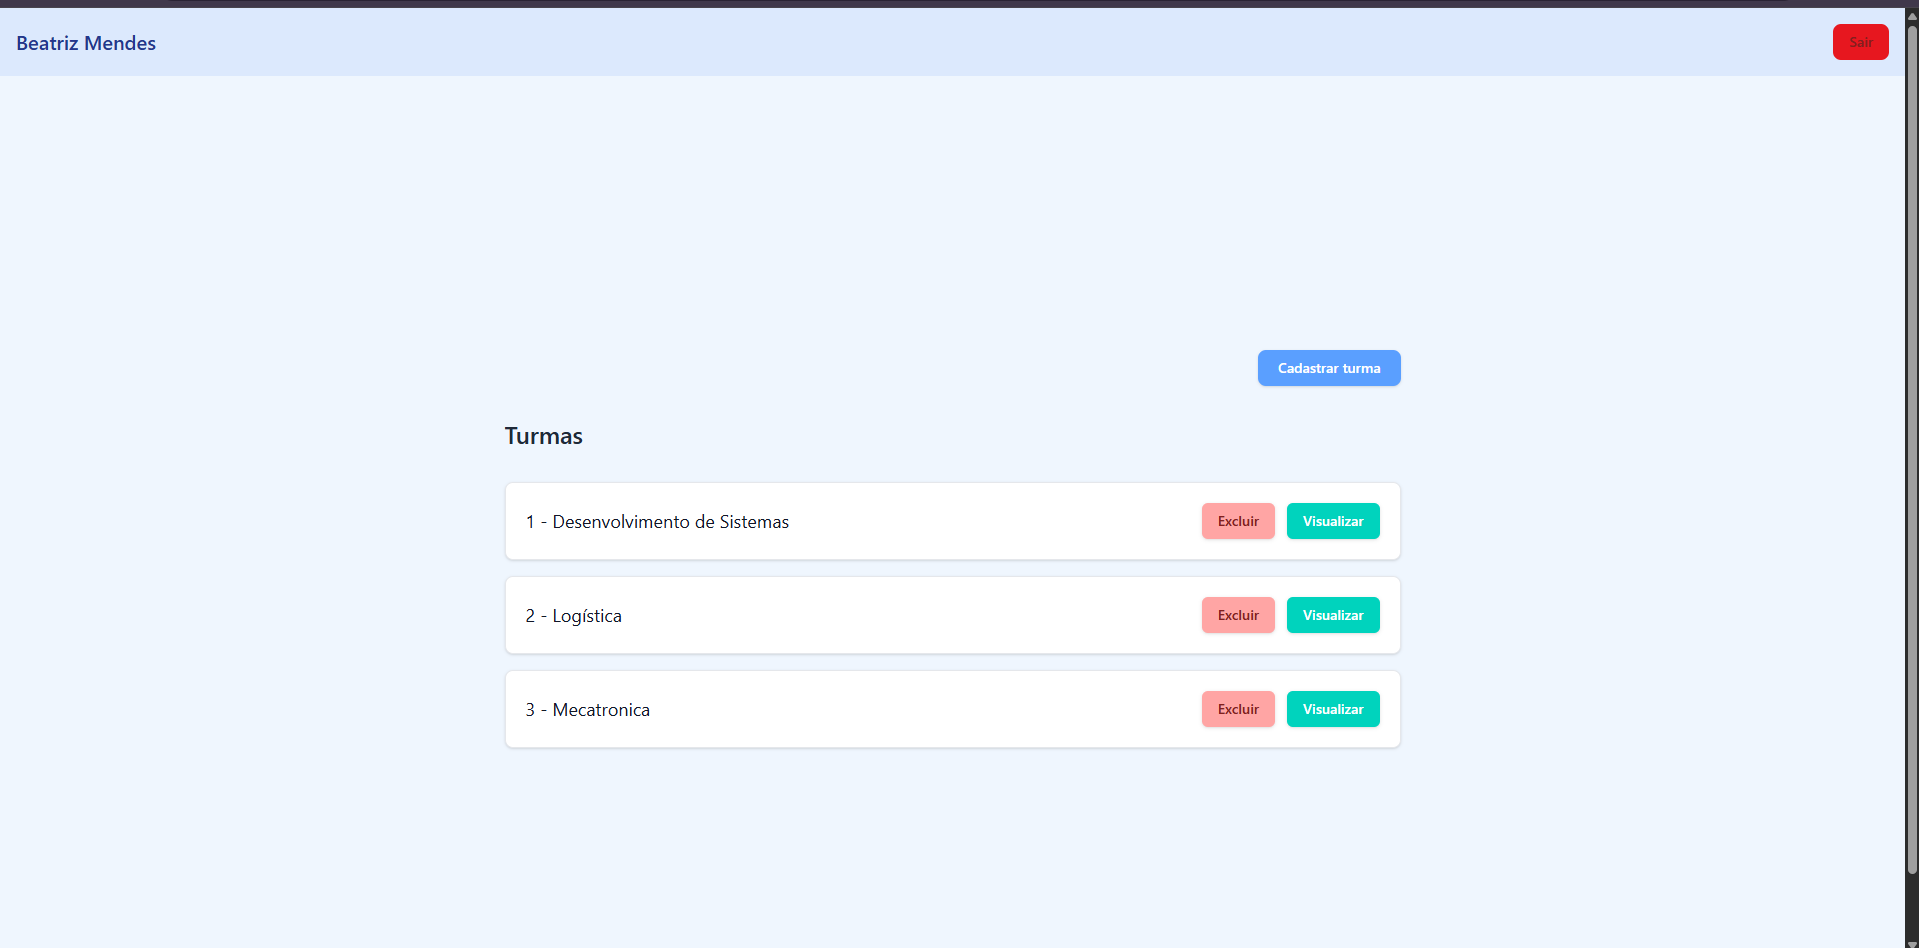 Beatriz Mendes
Sair
Cadastrar turma
Turmas
1 - Desenvolvimento de Sistemas
Excluir
Visualizar
2 - Logística
Excluir
Visualizar
3 - Mecatronica
Excluir
Visualizar